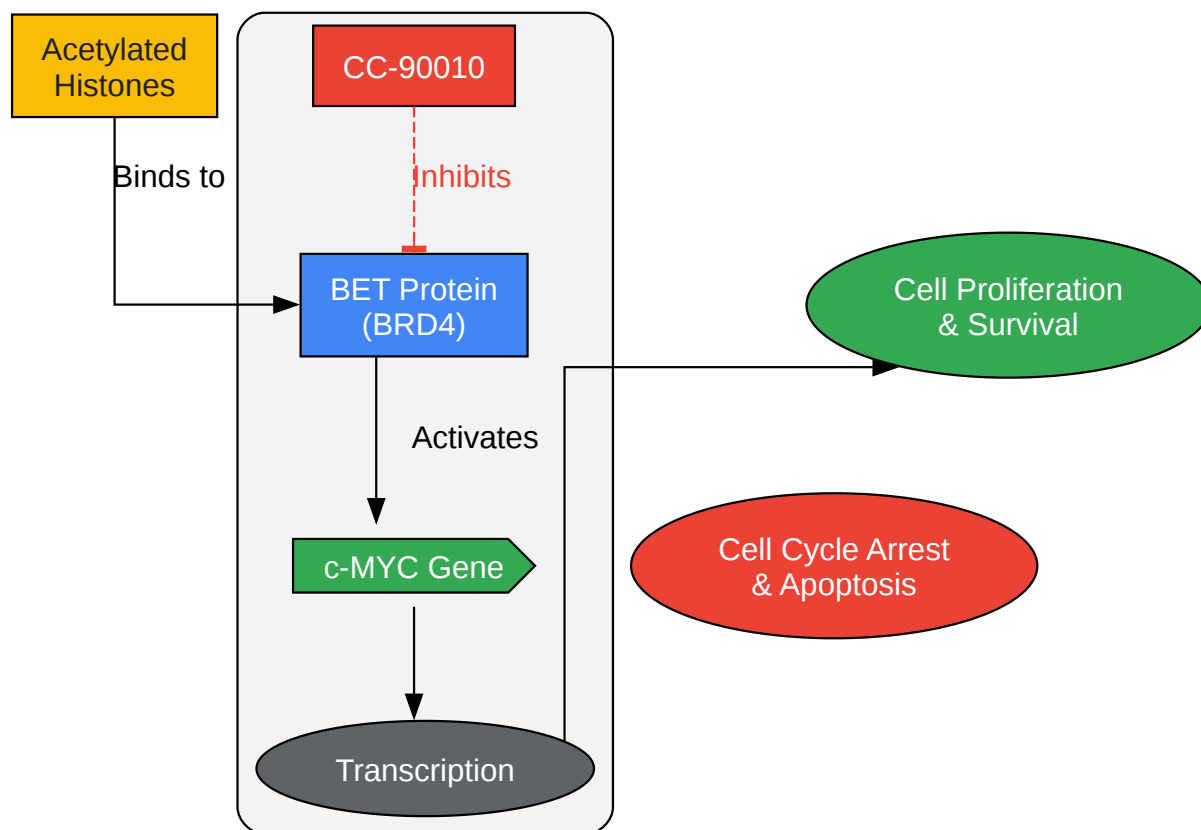 Acetylated
Histones
CC-90010
Binds to
Inhibits
BET Protein
(BRD4)
Cell Proliferation
& Survival
Activates
c-MYC Gene
Cell Cycle Arrest
& Apoptosis
Transcription